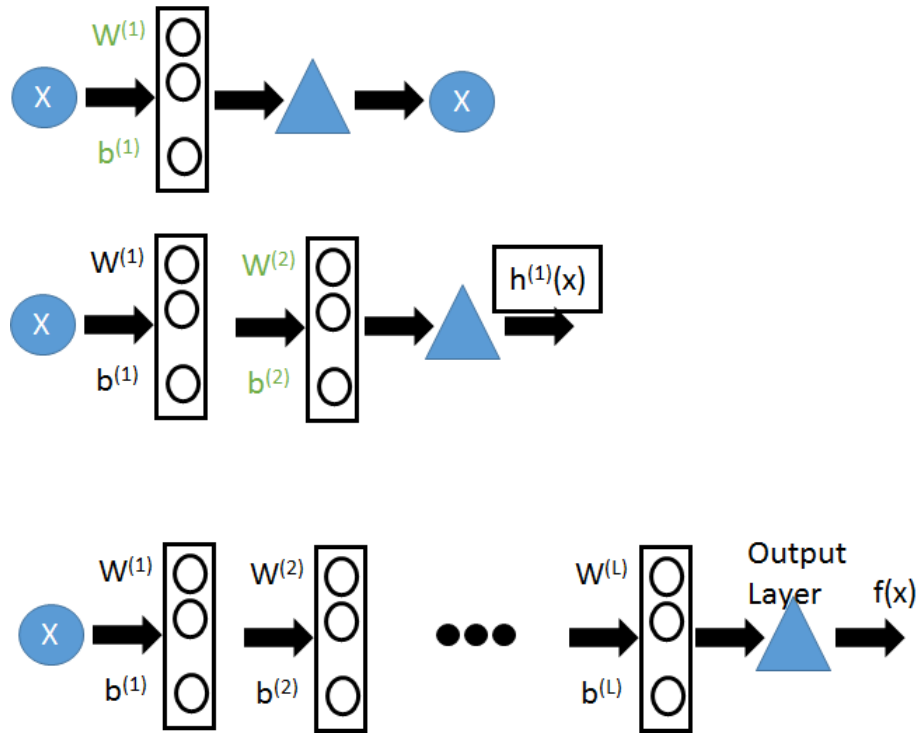 W(1)
X
X
b(1)
W(1)
W(2)
h(1)(x)
X
b(1)
b(2)
Output
Layer
W(1)
W(2)
W(L)
f(x)
X
b(1)
b(2)
b(L)